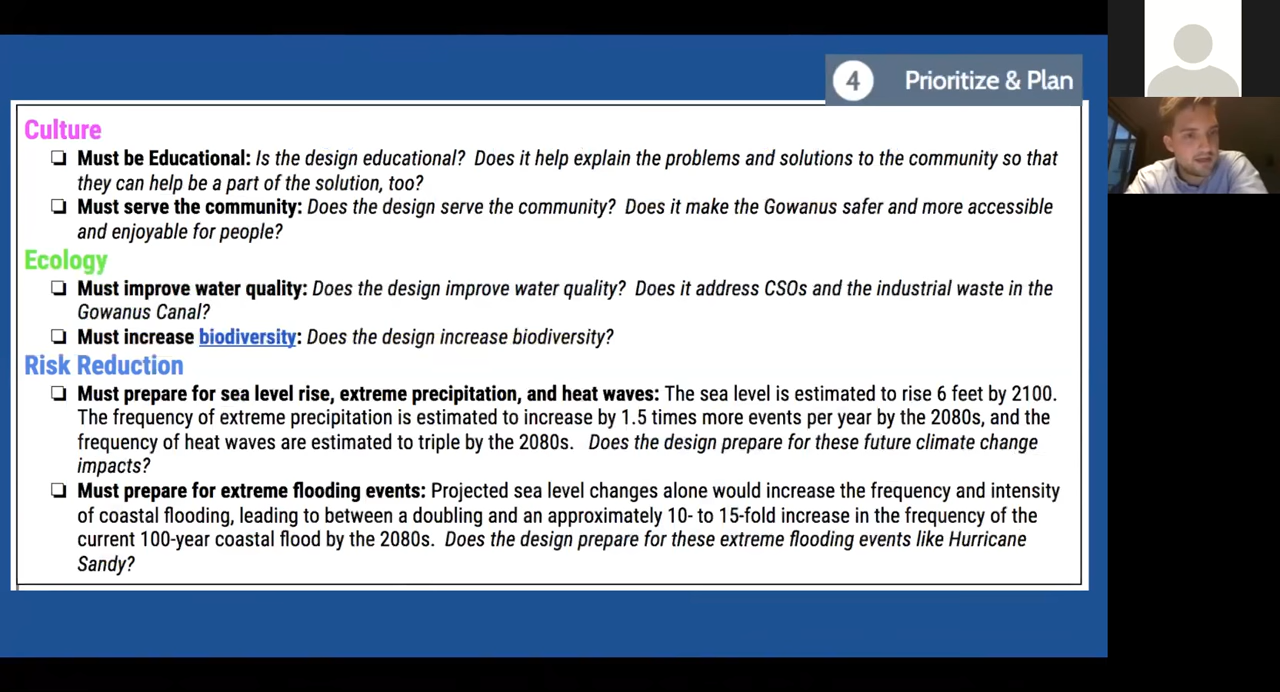 4 Prioritize & Plan
Culture
❏ Must be Educational: Is the design educational? Does it help explain the problems and solutions to the community so that
they can help be a part of the solution, too?
❏ Must serve the community: Does the design serve the community? Does it make the Gowanus safer and more accessible
and enjoyable for people?
Ecology
❏ Must improve water quality: Does the design improve water quality? Does it address CSOs and the industrial waste in the
Gowanus Canal?
❏ Must increase biodiversity: Does the design increase biodiversity?
Risk Reduction
❏ Must prepare for sea level rise, extreme precipitation, and heat waves: The sea level is estimated to rise 6 feet by 2100.
The frequency of extreme precipitation is estimated to increase by 1.5 times more events per year by the 2080s, and the
frequency of heat waves are estimated to triple by the 2080s. Does the design prepare for these future climate change
impacts?
❏ Must prepare for extreme flooding events: Projected sea level changes alone would increase the frequency and intensity
of coastal flooding, leading to between a doubling and an approximately 10- to 15-fold increase in the frequency of the
current 100-year coastal flood by the 2080s. Does the design prepare for these extreme flooding events like Hurricane
Sandy?